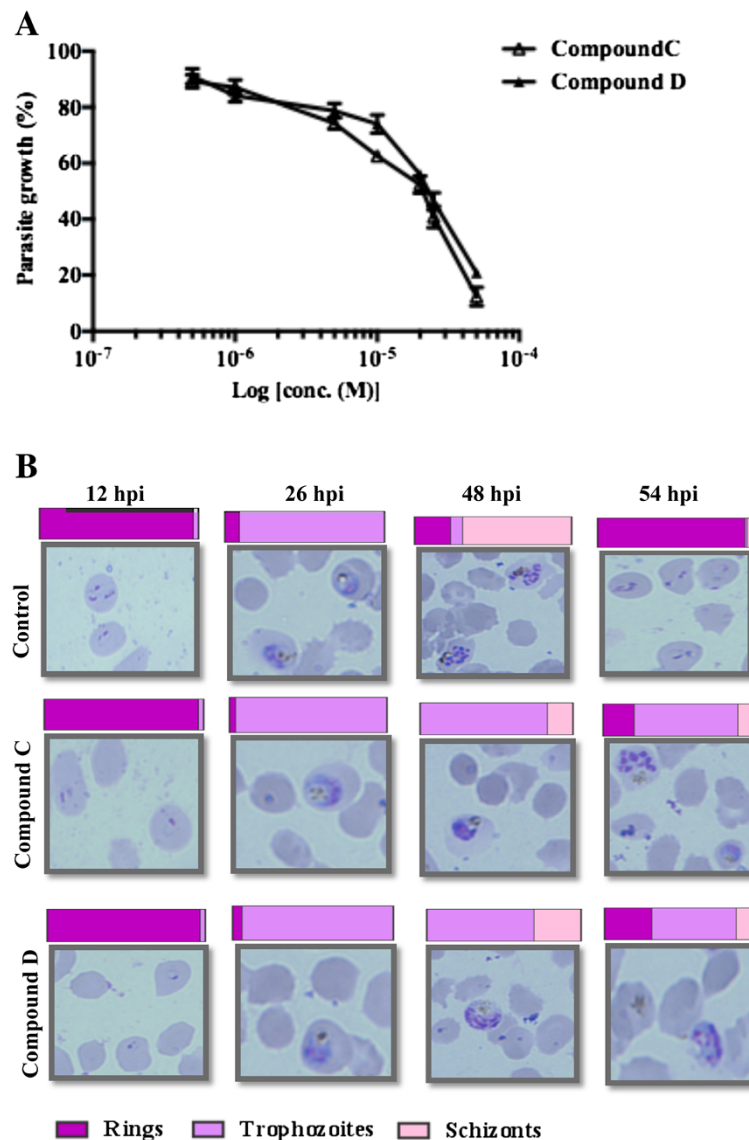 A
CompoundC
Compound D
Parasite growth (%)
100
80
60
40
20
0
10-7
10-6
10-5
10-4
Log [conc. (M)]
B
12 hpi 26 hpi 48 hpi 54 hpi
Control
Compound C
Compound D
Rings Trophozoites Schizonts